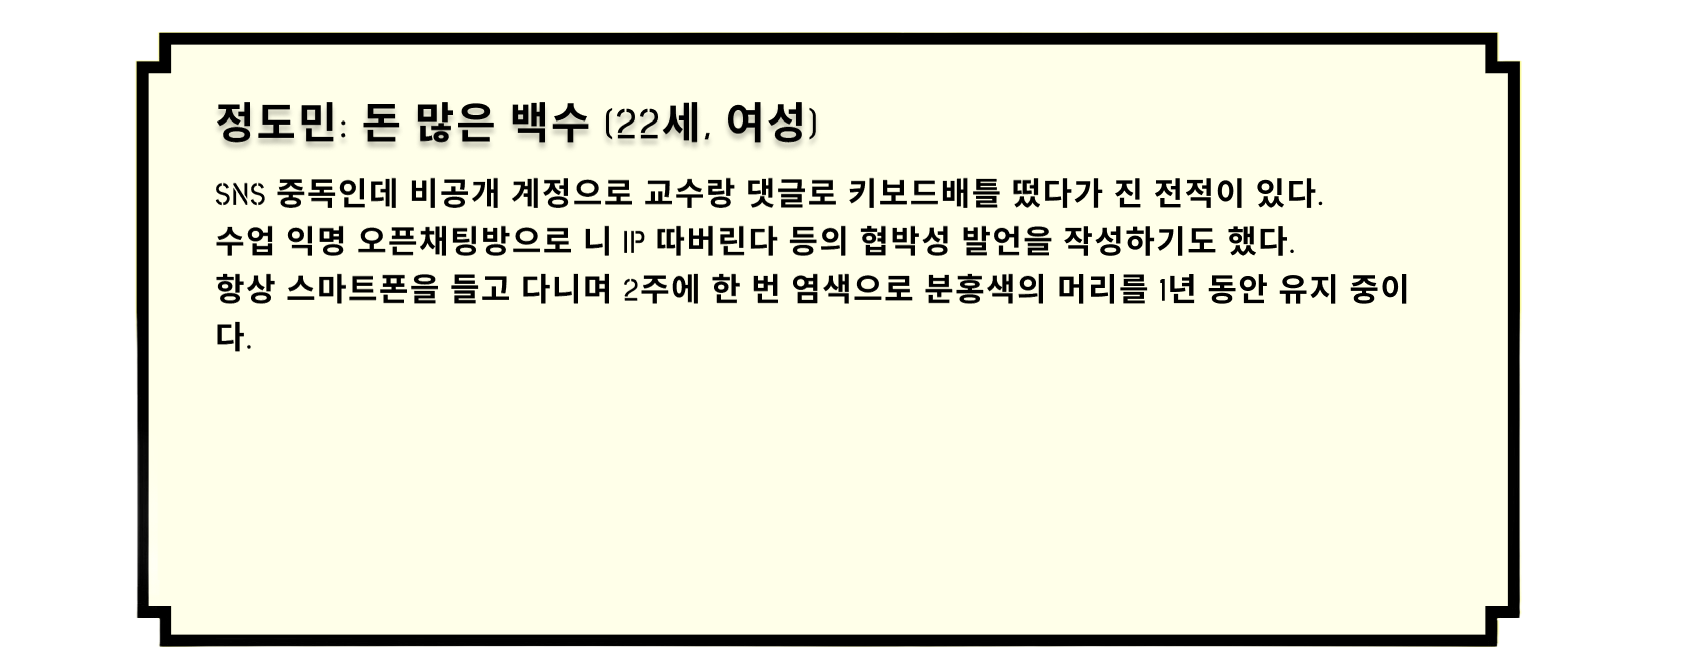 정도민: 돈 많은 백수 (22세, 여성)
SNS 중독인데 비공개 계정으로 교수랑 댓글로 키보드배틀 떴다가 진 전적이 있다.
수업 익명 오픈채팅방으로 니 IP 따버린다 등의 협박성 발언을 작성하기도 했다.
항상 스마트폰을 들고 다니며 2주에 한 번 염색으로 분홍색의 머리를 1년 동안 유지 중이
다.